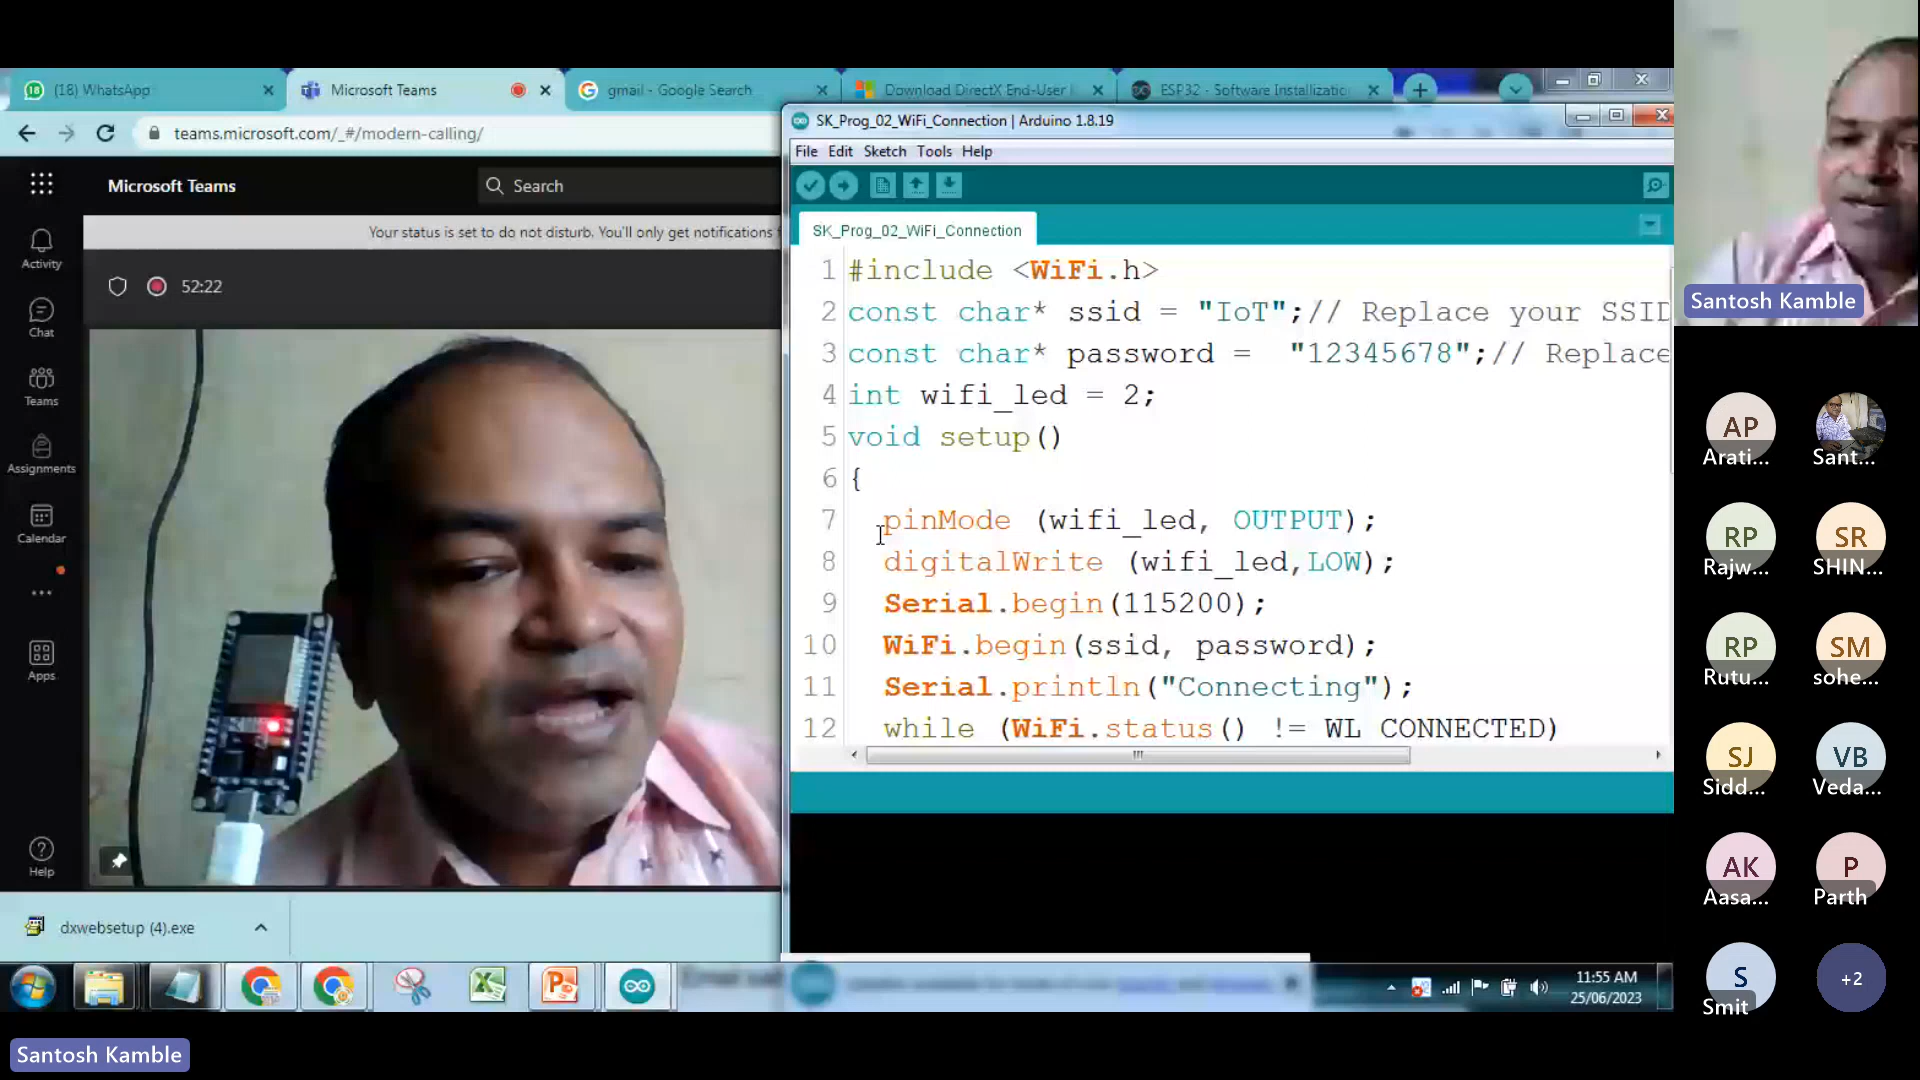 (18) WhatsApp
Microsoft Teams
gmail - Google Search
Download DirectX End-User
ESP32 - Software Installizatio
teams.microsoft.com/_#/modern-calling/
SK_Prog_02_WiFi_Connection | Arduino 1.8.19
File Edit Sketch Tools Help
Microsoft Teams
Search
Your status is set to do not disturb. You'll only get notifications
SK_Prog_02_WiFi_Connection
52:22
Activity
Chat
Teams
Assignments
Calendar
Apps
Help
1 #include <WiFi.h>
2 const char* ssid = "IoT";// Replace your SSID
3 const char* password =  "12345678";// Replace
4 int wifi_led = 2;
5 void setup()
6 {
7 pinMode (wifi_led, OUTPUT);
8 digitalWrite (wifi_led,LOW);
9 Serial.begin(115200);
10 WiFi.begin(ssid, password);
11 Serial.println("Connecting");
12 while (WiFi.status() != WL_CONNECTED)
dxwebsetup (4).exe
11:55 AM
25/06/2023
Santosh Kamble
Santosh Kamble
AP
Arati...
Sant...
RP
Rajw...
SR
SHIN...
RP
Rutu...
SM
sohe...
SJ
Sidd...
VB
Veda...
AK
Aasa...
P
Parth
S
Smit
+2